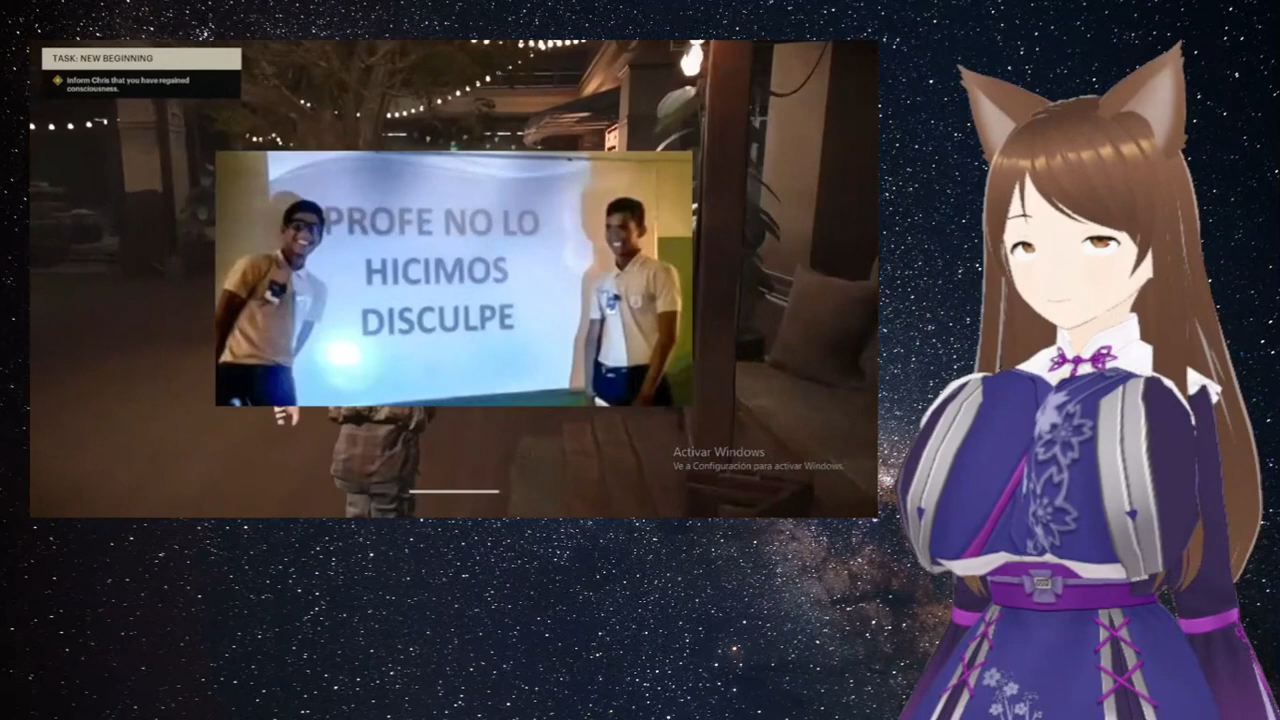 TASK: NEW BEGINNING
Inform Chris that you have regained
consciousness.
PROFE NO LO
HICIMOS
DISCULPE
Activar Windows
Ve a Configuración para activar Windows.